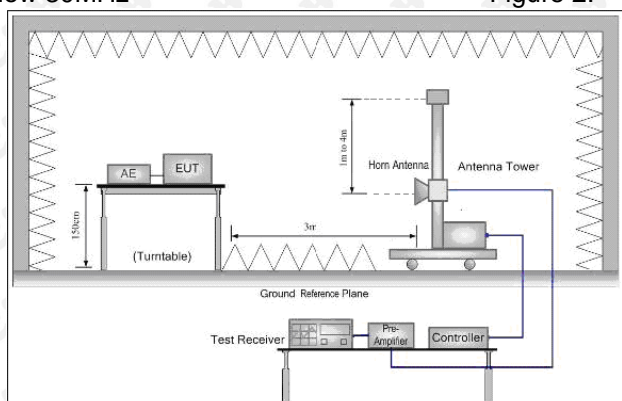 Figure 2.
1m to 4m
Horn Antenna
Antenna Tower
AE
EUT
150cm
(Turntable)
3m
Ground Reference Plane
Test Receiver
Pre-
Amplifier
Controller